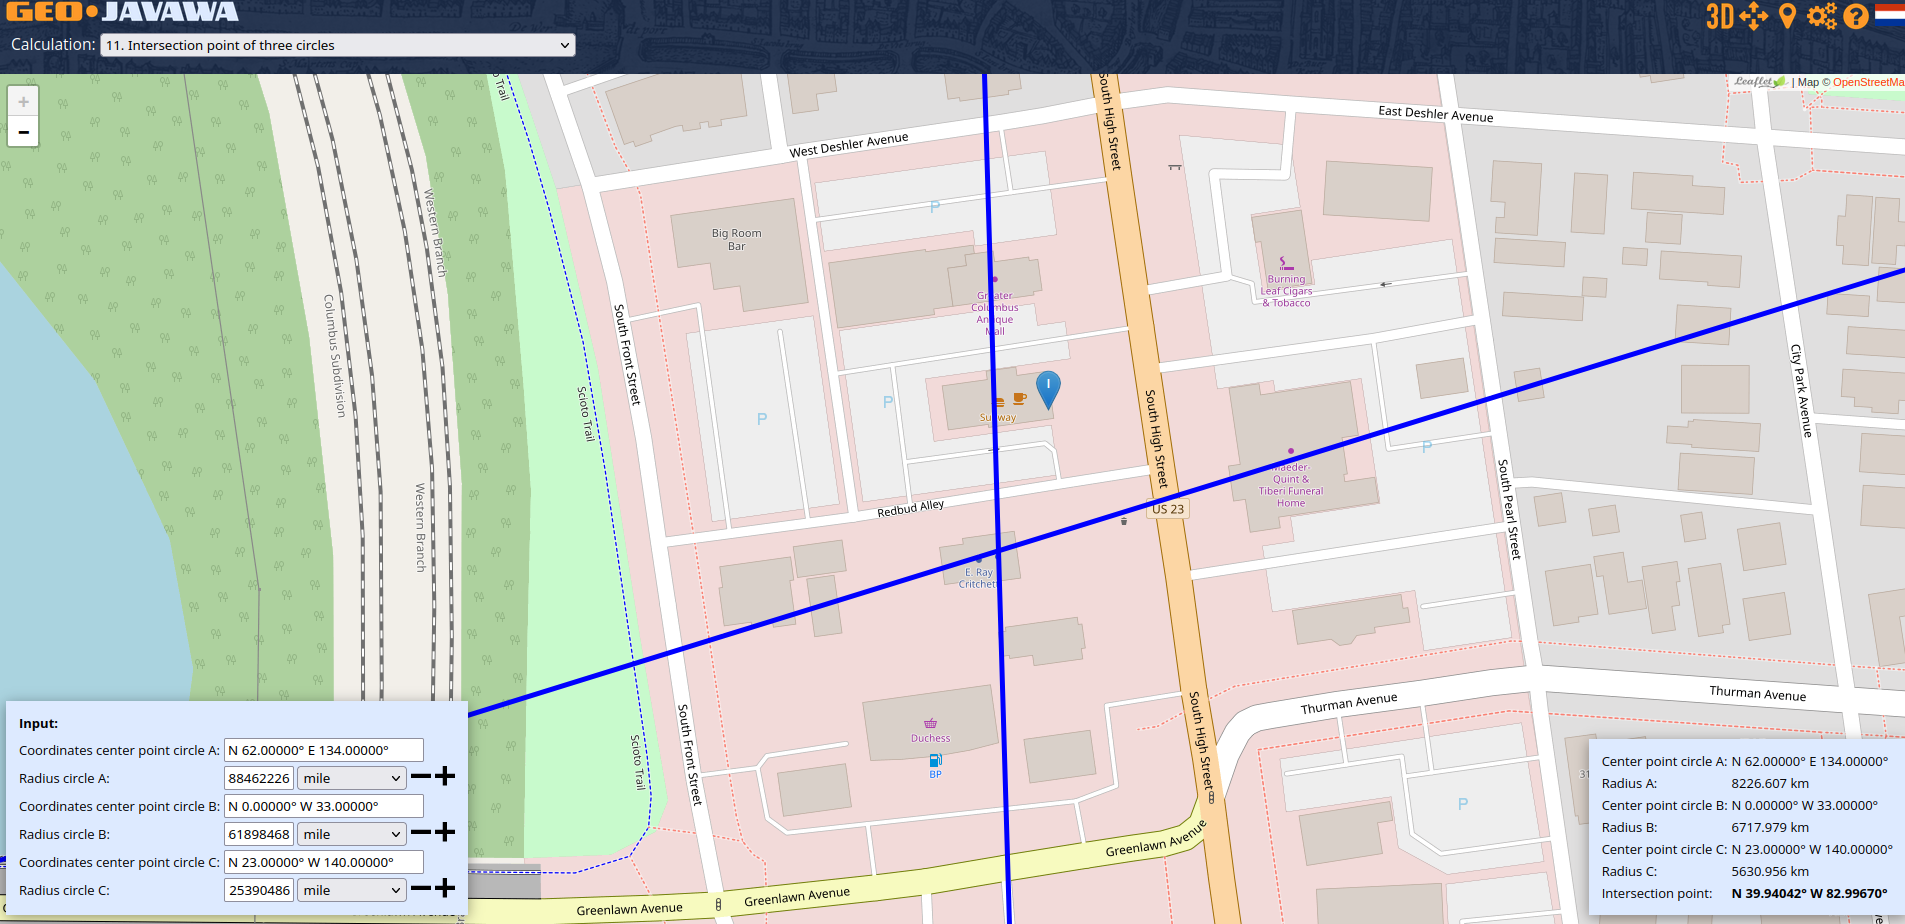 GEO•JAVAWA
3D
Calculation: 11. Intersection point of three circles
+
−
Leaflet | Map © OpenStreetMa
o Trail
South High Street
East Deshler Avenue
West Deshler Avenue
P
Big Room
Bar
Western Branch
Columbus Subdivision
South Front Street
Greater
Columbus
Antique
Mall
Burning
Leaf Cigars
& Tobacco
City Park Avenue
Scioto Trail
P
P
I
Subway
South High Street
P
Maeder-
Quint &
Tiberi Funeral
Home
South Pearl Street
Western Branch
Redbud Alley
US 23
E. Ray
Critchett
Thurman Avenue
Thurman Avenue
South High Street
South Front Street
Scioto Trail
Duchess
BP
P
31
Greenlawn Avenue
Greenlawn Avenue
Greenlawn Avenue
Input:
Coordinates center point circle A: N 62.00000° E 134.00000°
Radius circle A: 88462226 mile
Coordinates center point circle B: N 0.00000° W 33.00000°
Radius circle B: 61898468 mile
Coordinates center point circle C: N 23.00000° W 140.00000°
Radius circle C: 25390486 mile
Center point circle A: N 62.00000° E 134.00000°
Radius A: 8226.607 km
Center point circle B: N 0.00000° W 33.00000°
Radius B: 6717.979 km
Center point circle C: N 23.00000° W 140.00000°
Radius C: 5630.956 km
Intersection point: N 39.94042° W 82.99670°